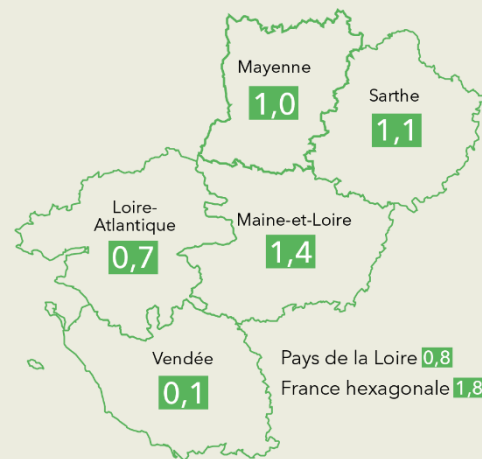 Mayenne
1,0
Sarthe
1,1
Loire-
Atlantique
0,7
Maine-et-Loire
1,4
Vendée
0,1
Pays de la Loire 0,8
France hexagonale 1,8